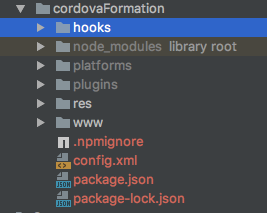 cordovaFormation
hooks
node_modules library root
platforms
plugins
res
www
.npmignore
config.xml
package.json
package-lock.json